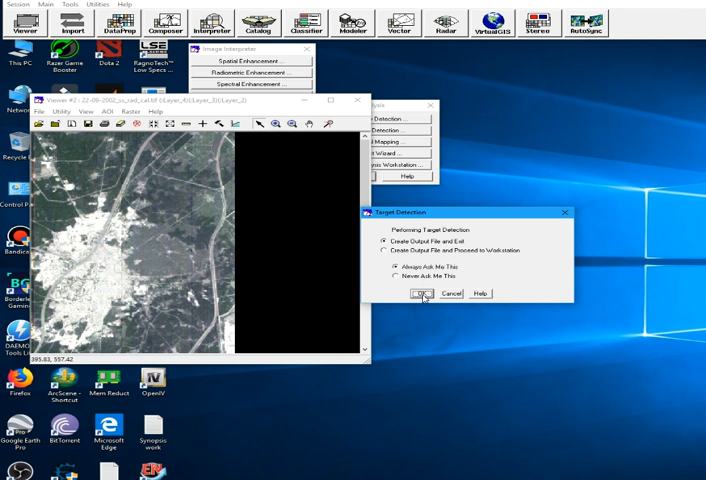 Session Main Tools Utilities Help
Viewer Import DataPrep Composer Interpreter Catalog Classifier Modeler Vector Radar VirtualGIS Stereo AutoSync
This PC
Razer Game Booster
Dota 2
RagnoTech™ Low Specs ...
Image Interpreter
Spatial Enhancement ...
Radiometric Enhancement ...
Spectral Enhancement ...
Viewer #2 : 22-09-2002_ss_rad_cal.tif (:Layer_4)(:Layer_3)(:Layer_2)
File Utility View AOI Raster Help
Detection ...
Detection ...
Mapping ...
Wizard ...
Workstation ...
Help
Target Detection
Performing Target Detection
Create Output File and Exit
Create Output File and Proceed to Workstation
Always Ask Me This
Never Ask Me This
OK Cancel Help
395.83, 557.42
Firefox
ArcScene - Shortcut
Mem Reduct
OpenIV
Google Earth Pro
BitTorrent
Microsoft Edge
Synopsis work